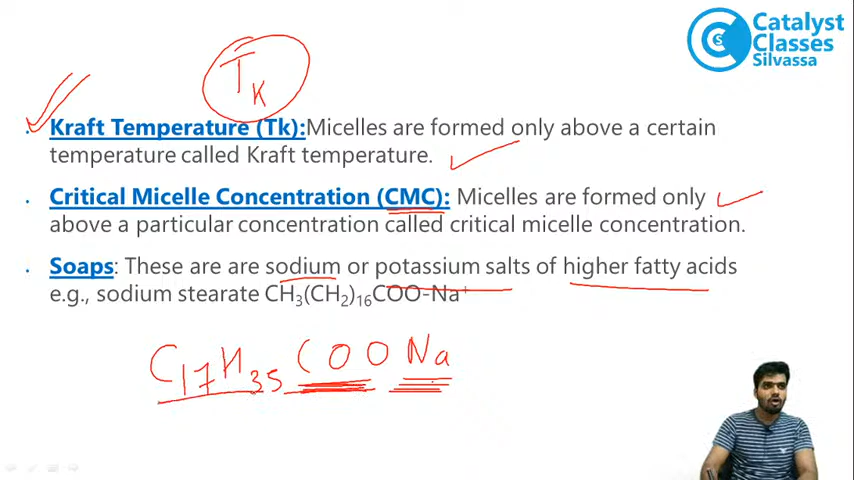 Catalyst
Classes
Silvassa
TK
• Kraft Temperature (Tk):Micelles are formed only above a certain
temperature called Kraft temperature.
• Critical Micelle Concentration (CMC): Micelles are formed only
above a particular concentration called critical micelle concentration.
• Soaps: These are are sodium or potassium salts of higher fatty acids
e.g., sodium stearate CH₃(CH₂)₁₆COO-Na⁺
C₁₇H₃₅COONa